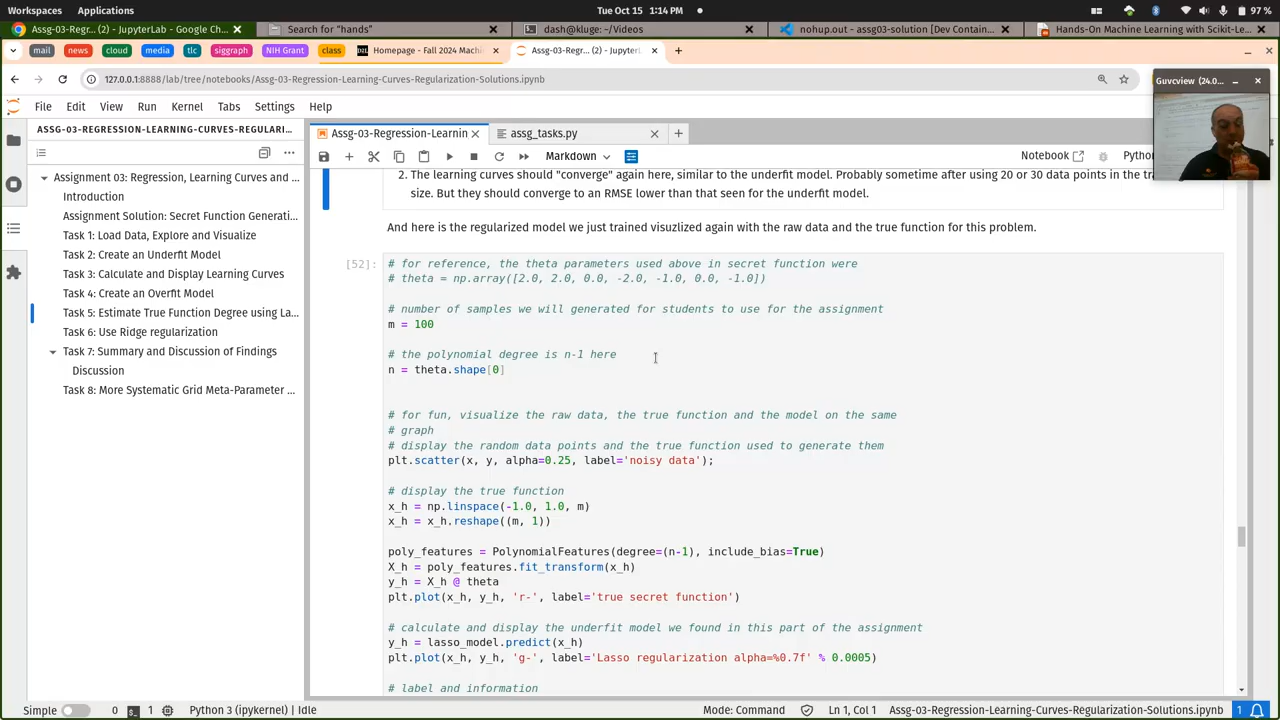 Workspaces Applications Tue Oct 15 1:14 PM 97 %
Assg-03-Regr... (2) - JupyterLab - Ch Search for "hands" dash@kluge: ~/Videos nohup.out - assg03-solution [Dev Contain... Hands-On Machine Learning with Scikit-Le...
mail news cloud media tlc siggraph NIH Grant class Homepage - Fall 2024 Machi Assg-03-Regr... (2) - Jupyter
127.0.0.1:8888/lab/tree/notebooks/Assg-03-Regression-Learning-Curves-Regularization-Solutions.ipynb
Guvcview (24.0...
File Edit View Run Kernel Tabs Settings Help
ASSG-03-REGRESSION-LEARNING-CURVES-REGULARI...
Assg-03-Regression-Learnin assg_tasks.py
Markdown Notebook Python
Assignment 03: Regression, Learning Curves and ...
Introduction
Assignment Solution: Secret Function Generati...
Task 1: Load Data, Explore and Visualize
Task 2: Create an Underfit Model
Task 3: Calculate and Display Learning Curves
Task 4: Create an Overfit Model
Task 5: Estimate True Function Degree using La...
Task 6: Use Ridge regularization
Task 7: Summary and Discussion of Findings
Discussion
Task 8: More Systematic Grid Meta-Parameter ...
2. The learning curves should "converge" again here, similar to the underfit model. Probably sometime after using 20 or 30 data points in the tra
size. But they should converge to an RMSE lower than that seen for the underfit model.
And here is the regularized model we just trained visuzlized again with the raw data and the true function for this problem.
[52]:
# for reference, the theta parameters used above in secret function were
# theta = np.array([2.0, 2.0, 0.0, -2.0, -1.0, 0.0, -1.0])
# number of samples we will generated for students to use for the assignment
m = 100
# the polynomial degree is n-1 here
n = theta.shape[0]
# for fun, visualize the raw data, the true function and the model on the same
# graph
# display the random data points and the true function used to generate them
plt.scatter(x, y, alpha=0.25, label='noisy data');
# display the true function
x_h = np.linspace(-1.0, 1.0, m)
x_h = x_h.reshape((m, 1))
poly_features = PolynomialFeatures(degree=(n-1), include_bias=True)
X_h = poly_features.fit_transform(x_h)
y_h = X_h @ theta
plt.plot(x_h, y_h, 'r-', label='true secret function')
# calculate and display the underfit model we found in this part of the assignment
y_h = lasso_model.predict(x_h)
plt.plot(x_h, y_h, 'g-', label='Lasso regularization alpha=%0.7f' % 0.0005)
# label and information
Simple 0 1 Python 3 (ipykernel) | Idle Mode: Command Ln 1, Col 1 Assg-03-Regression-Learning-Curves-Regularization-Solutions.ipynb 1